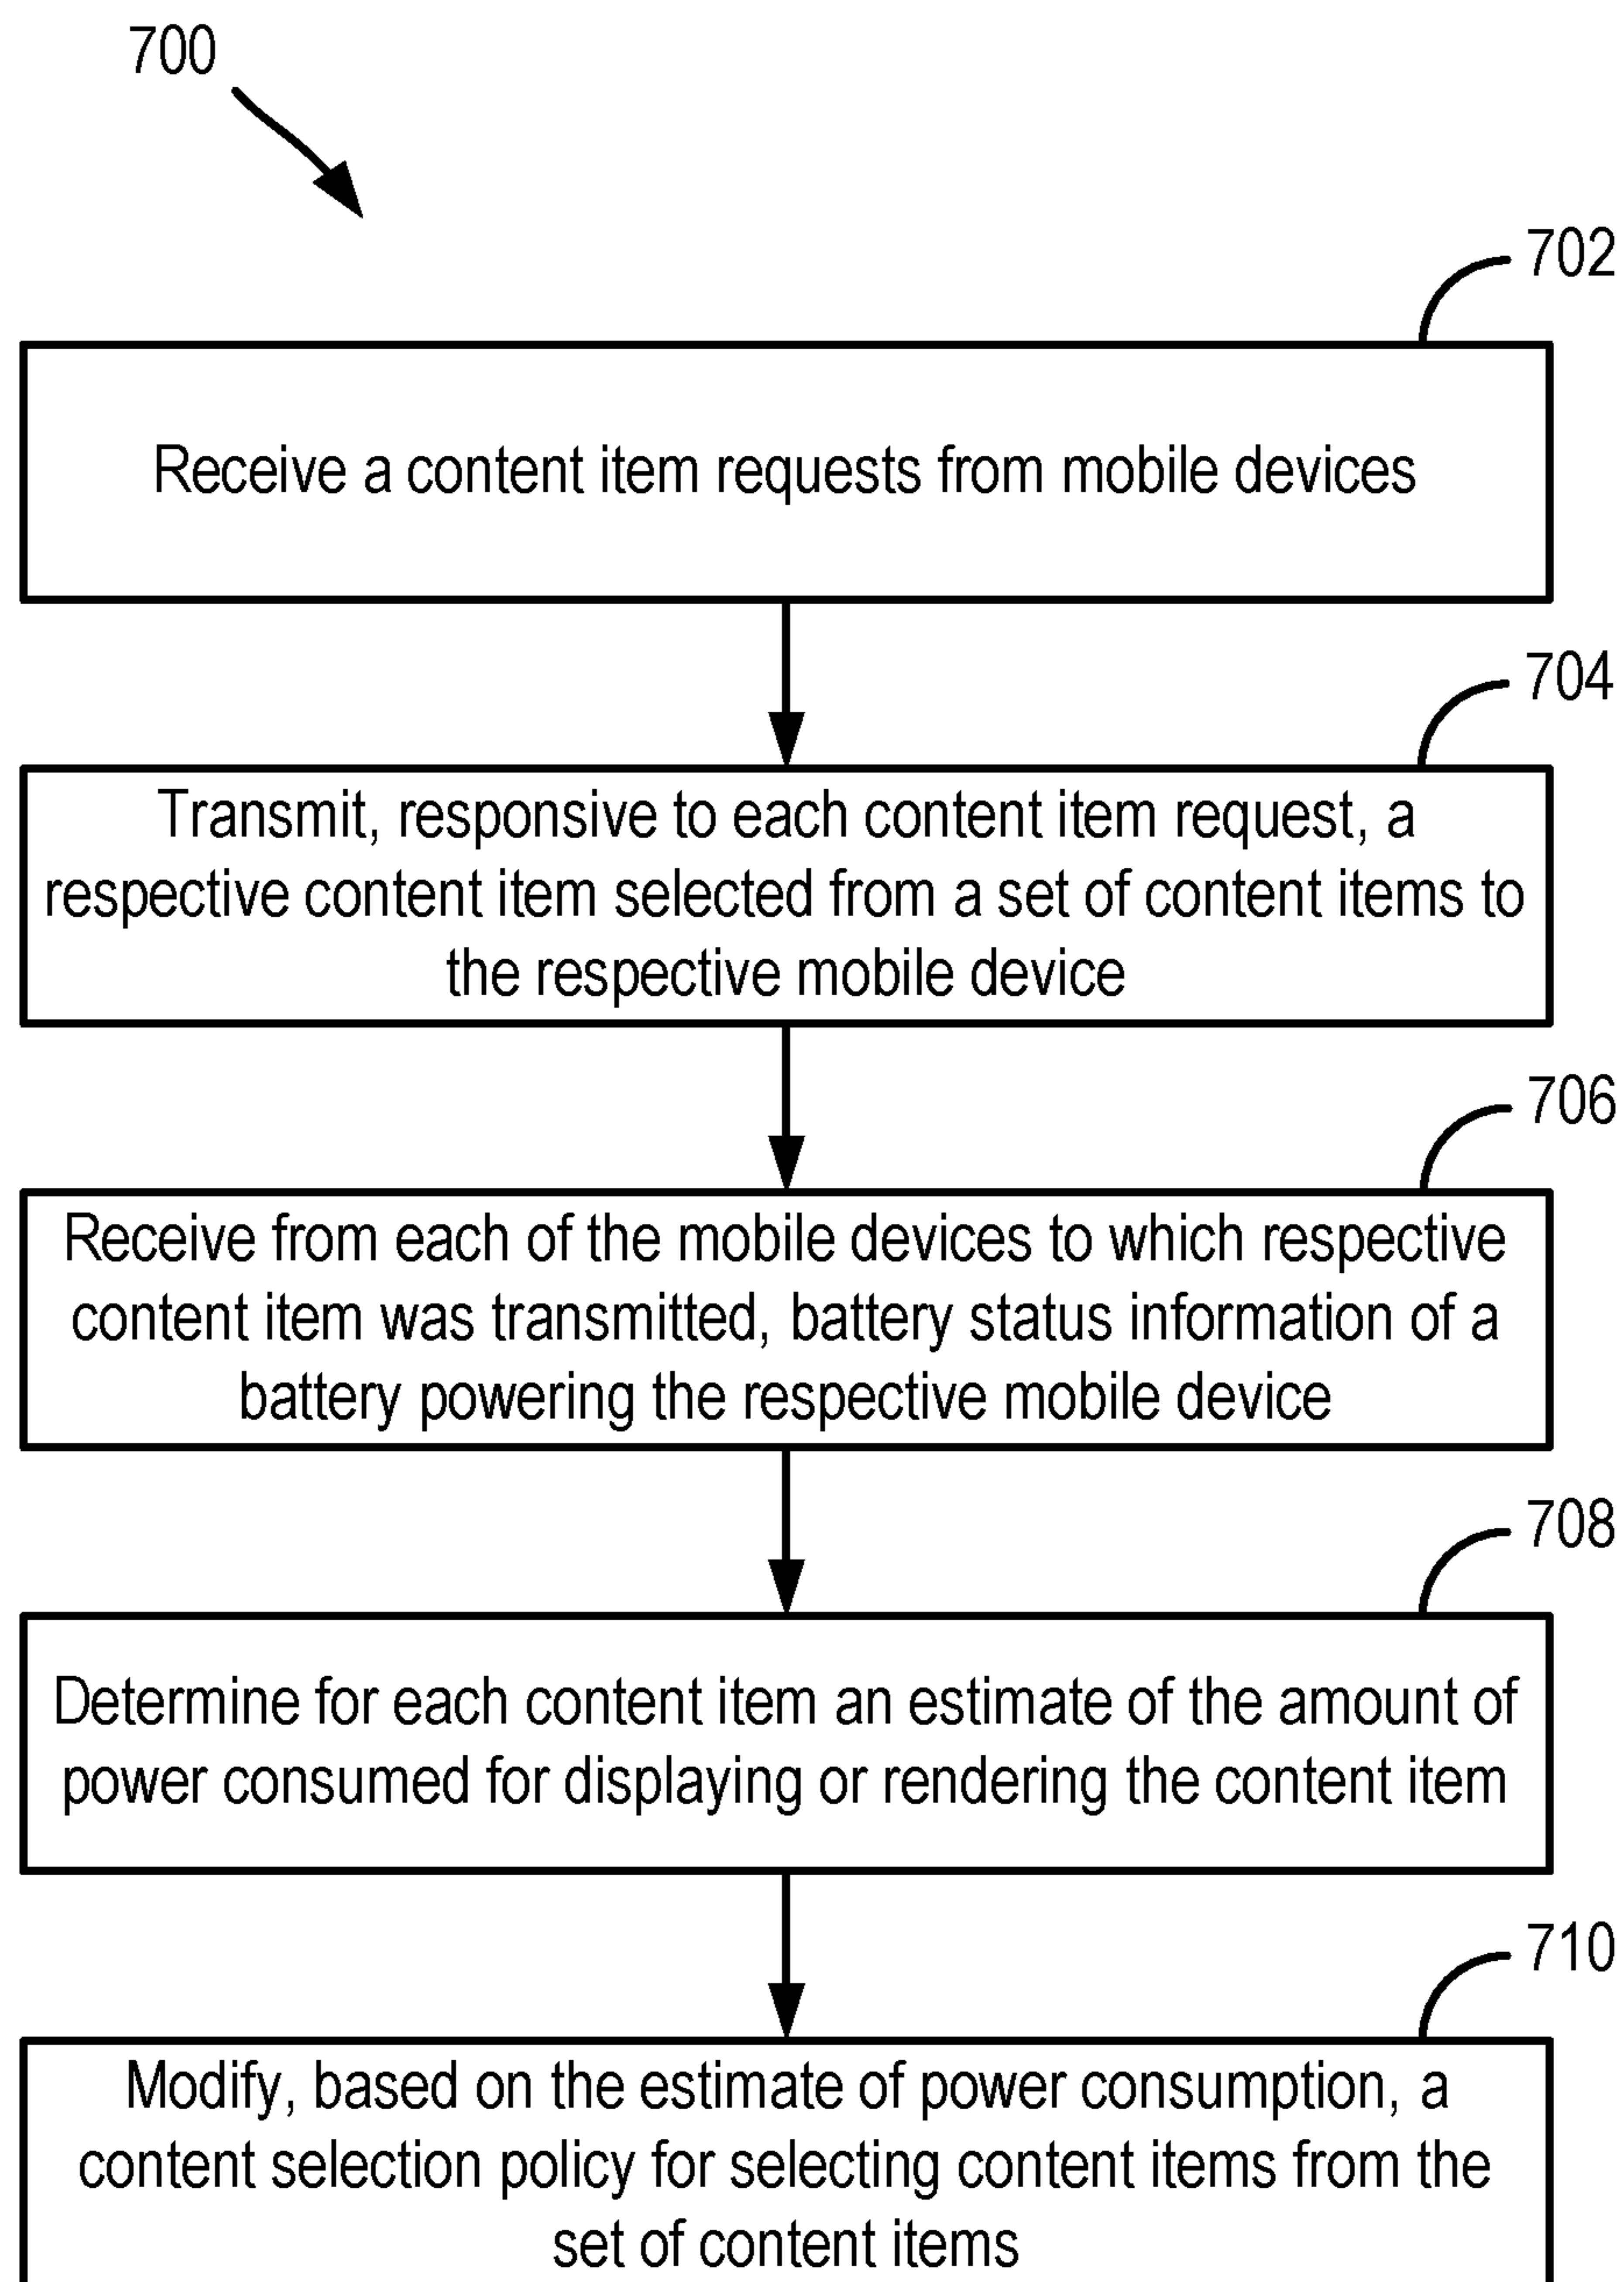 700
702
Receive a content item requests from mobile devices
704
Transmit, responsive to each content item request, a
respective content item selected from a set of content items to
the respective mobile device
706
Receive from each of the mobile devices to which respective
content item was transmitted, battery status information of a
battery powering the respective mobile device
708
Determine for each content item an estimate of the amount of
power consumed for displaying or rendering the content item
710
Modify, based on the estimate of power consumption, a
content selection policy for selecting content items from the
set of content items